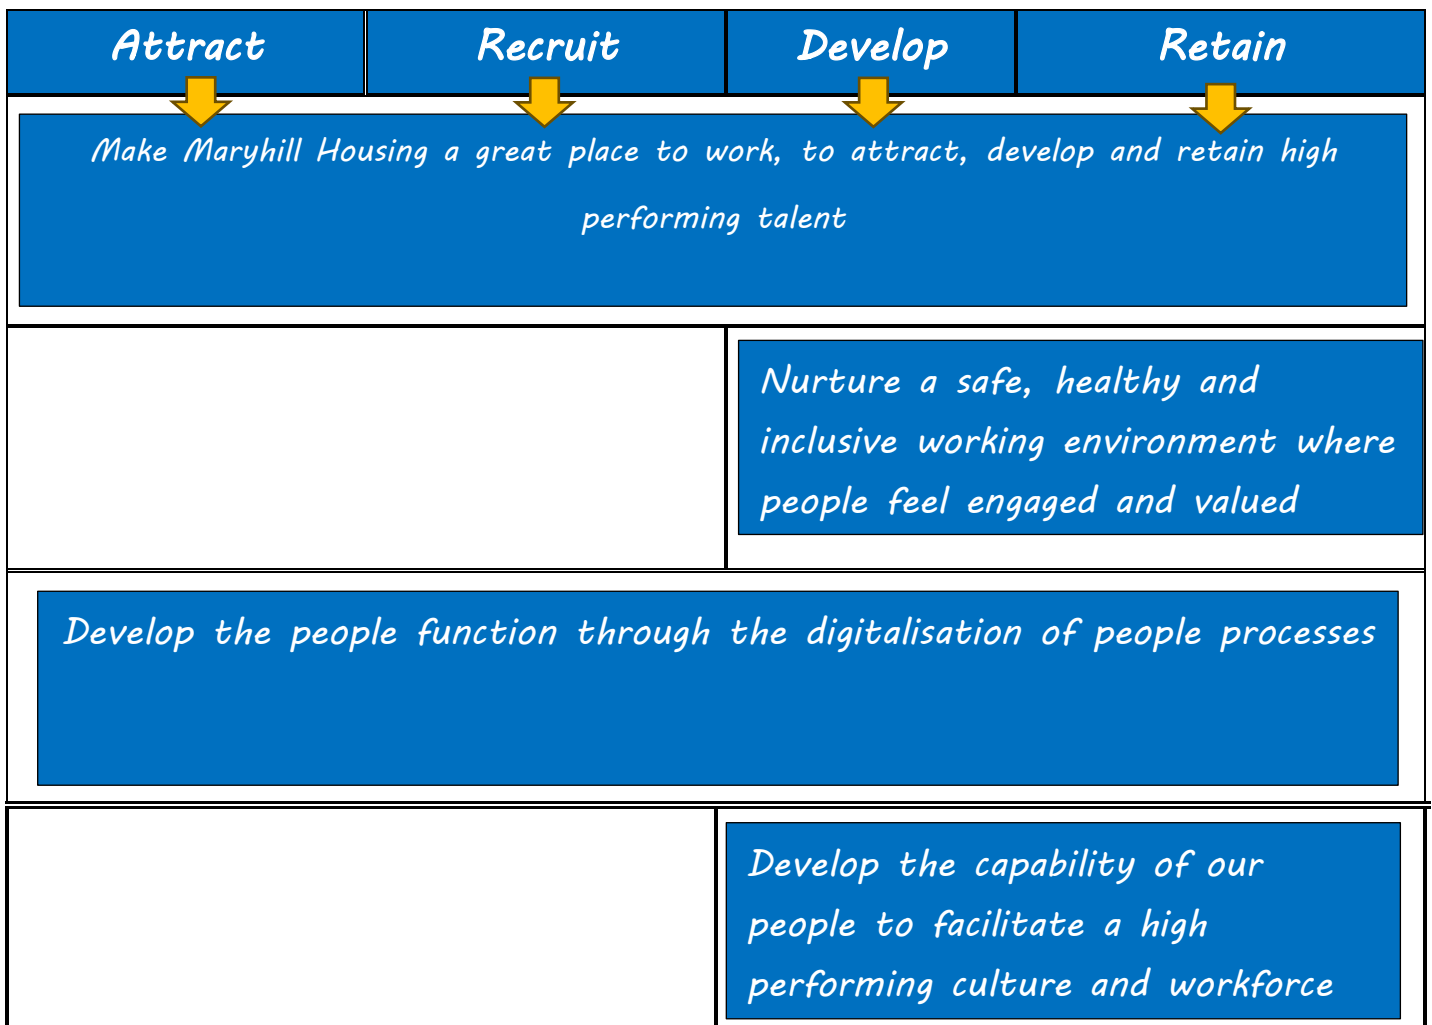 Attract Recruit Develop Retain
Make Maryhill Housing a great place to work, to attract, develop and retain high
performing talent
Nurture a safe, healthy and
inclusive working environment where
people feel engaged and valued
Develop the people function through the digitalisation of people processes
Develop the capability of our
people to facilitate a high
performing culture and workforce